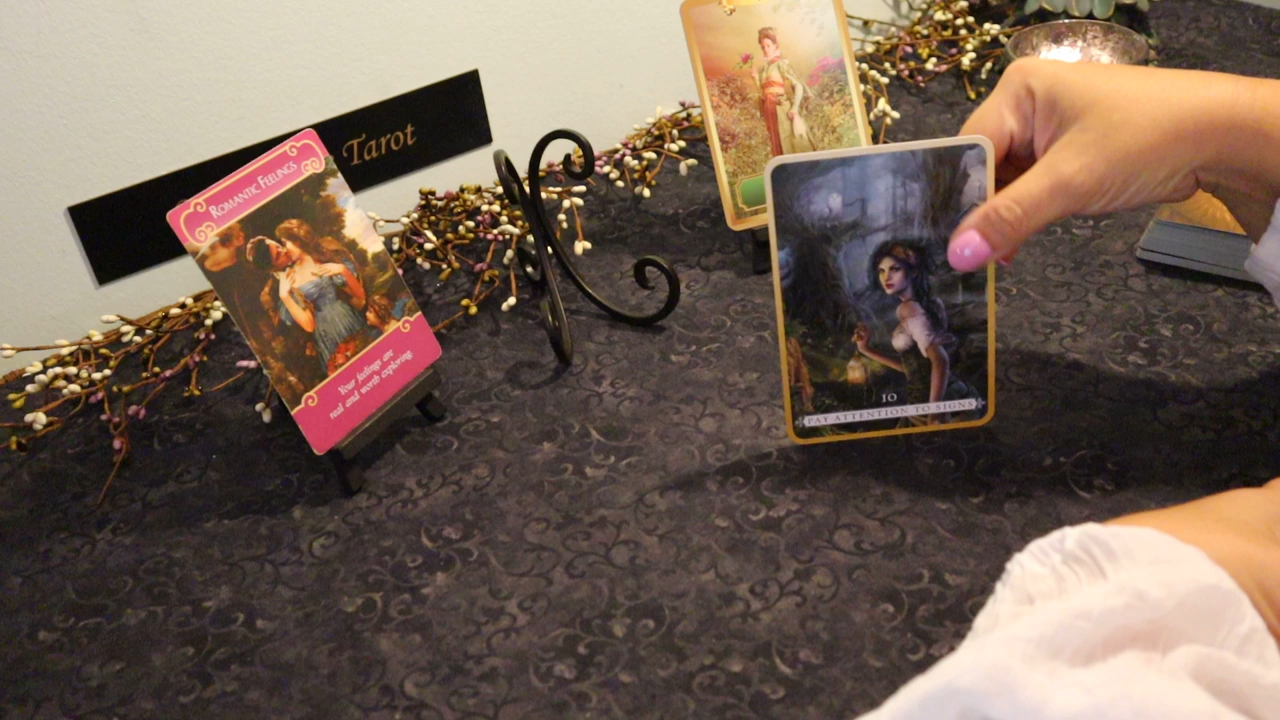 Tarot
ROMANTIC FEELINGS
Your feelings are
real and worth exploring.
10
PAY ATTENTION TO SIGNS